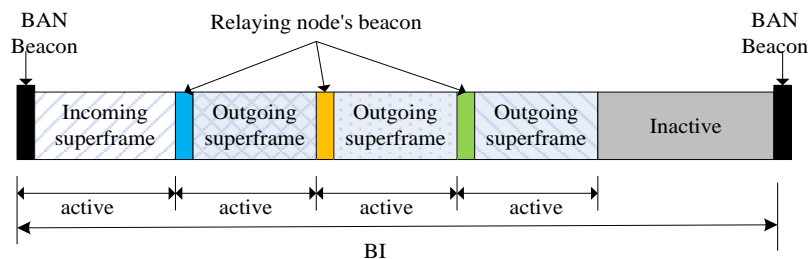 BAN
Beacon
Relaying node's beacon
BAN
Beacon
Incoming
superframe
Outgoing
superframe
Outgoing
superframe
Outgoing
superframe
Inactive
active
active
active
active
BI